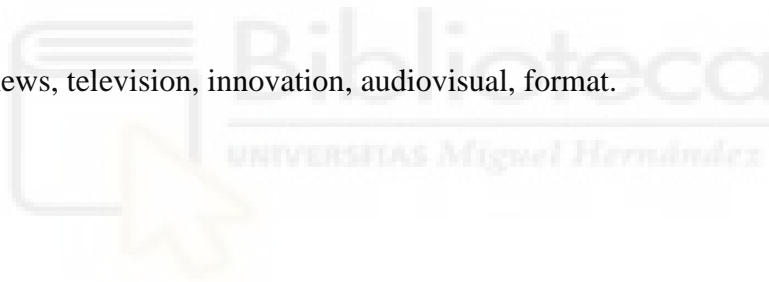 Biblioteca
ews, television, innovation, audiovisual, format.
UNIVERSITAS Miguel Hernández